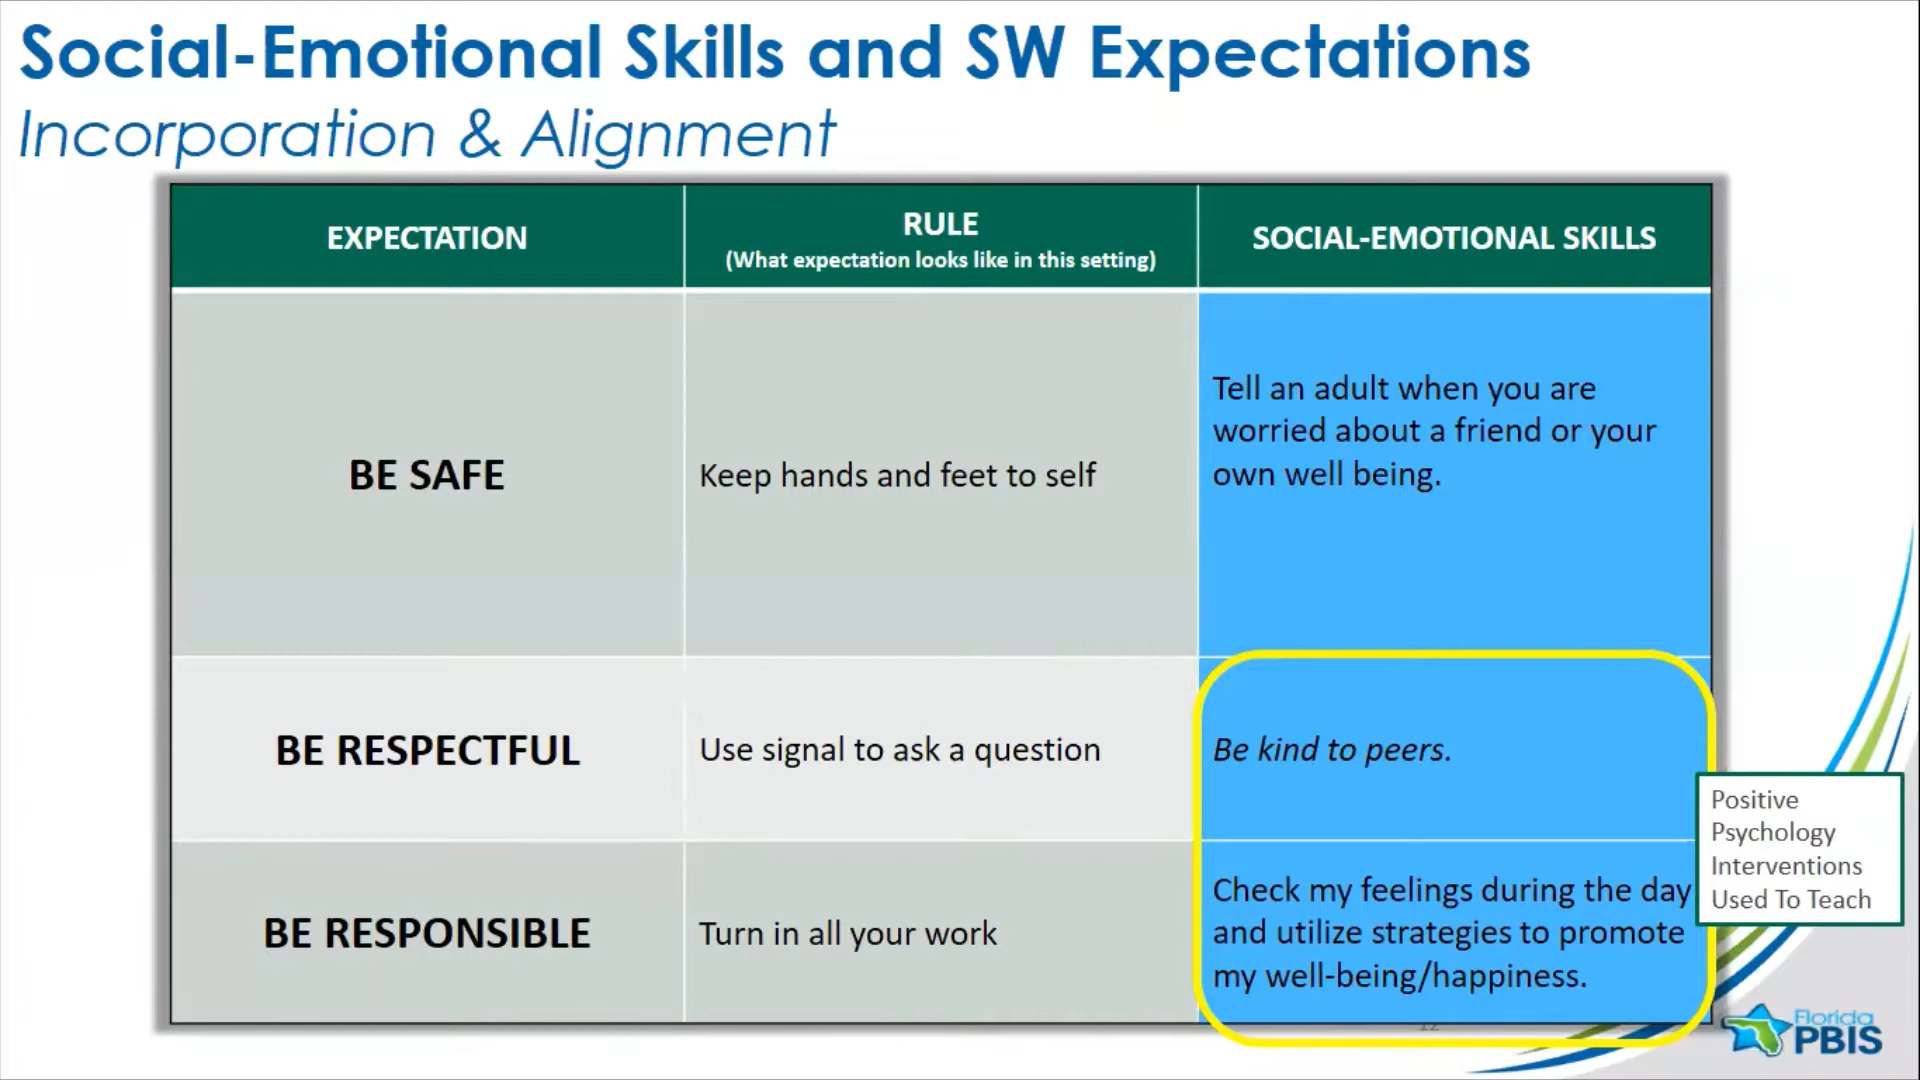 Social-Emotional Skills and SW Expectations
Incorporation & Alignment
EXPECTATION
RULE
(What expectation looks like in this setting)
SOCIAL-EMOTIONAL SKILLS
BE SAFE
Keep hands and feet to self
Tell an adult when you are
worried about a friend or your
own well being.
BE RESPECTFUL
Use signal to ask a question
Be kind to peers.
BE RESPONSIBLE
Turn in all your work
Check my feelings during the day
and utilize strategies to promote
my well-being/happiness.
Positive
Psychology
Interventions
Used To Teach
12
Florida
PBIS